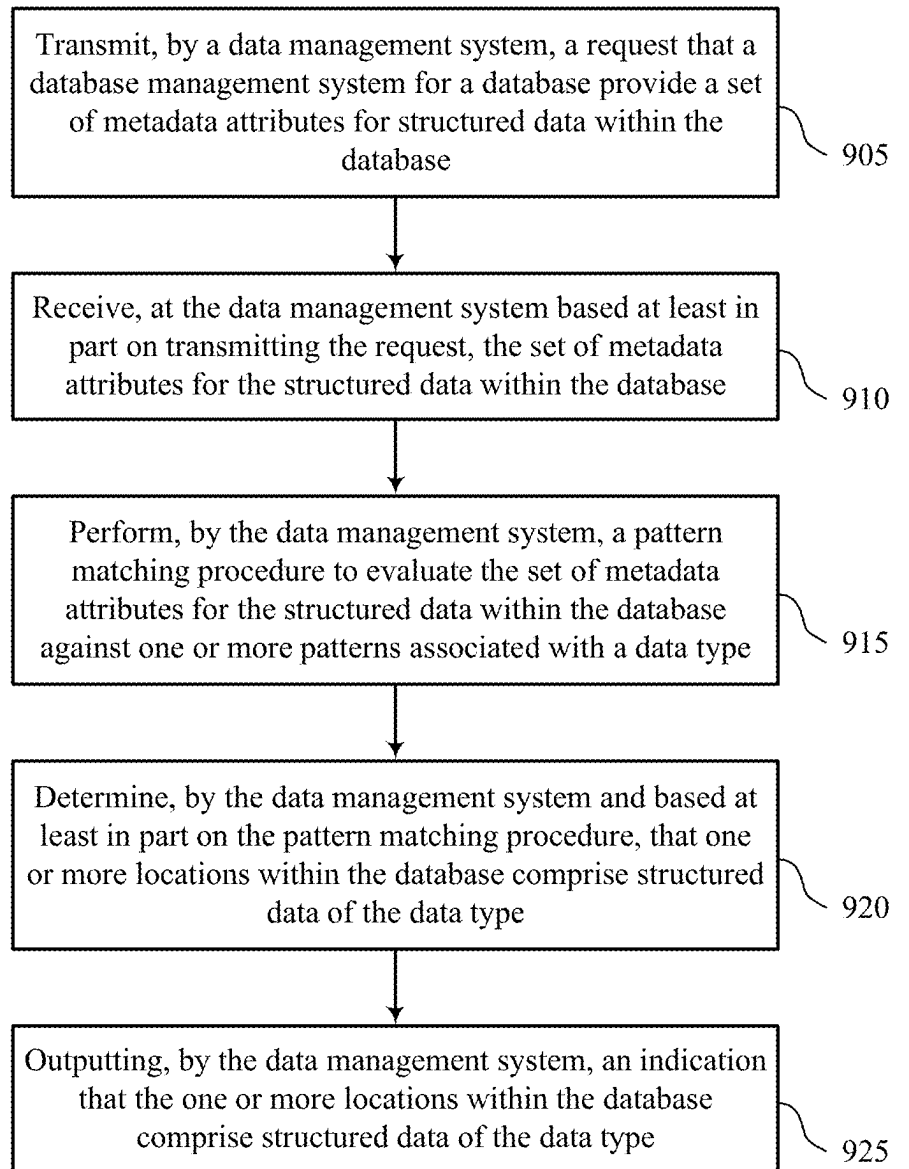 Transmit, by a data management system, a request that a
database management system for a database provide a set
of metadata attributes for structured data within the
database
905
Receive, at the data management system based at least in
part on transmitting the request, the set of metadata
attributes for the structured data within the database
910
Perform, by the data management system, a pattern
matching procedure to evaluate the set of metadata
attributes for the structured data within the database
against one or more patterns associated with a data type
915
Determine, by the data management system and based at
least in part on the pattern matching procedure, that one
or more locations within the database comprise structured
data of the data type
920
Outputting, by the data management system, an indication
that the one or more locations within the database
comprise structured data of the data type
925